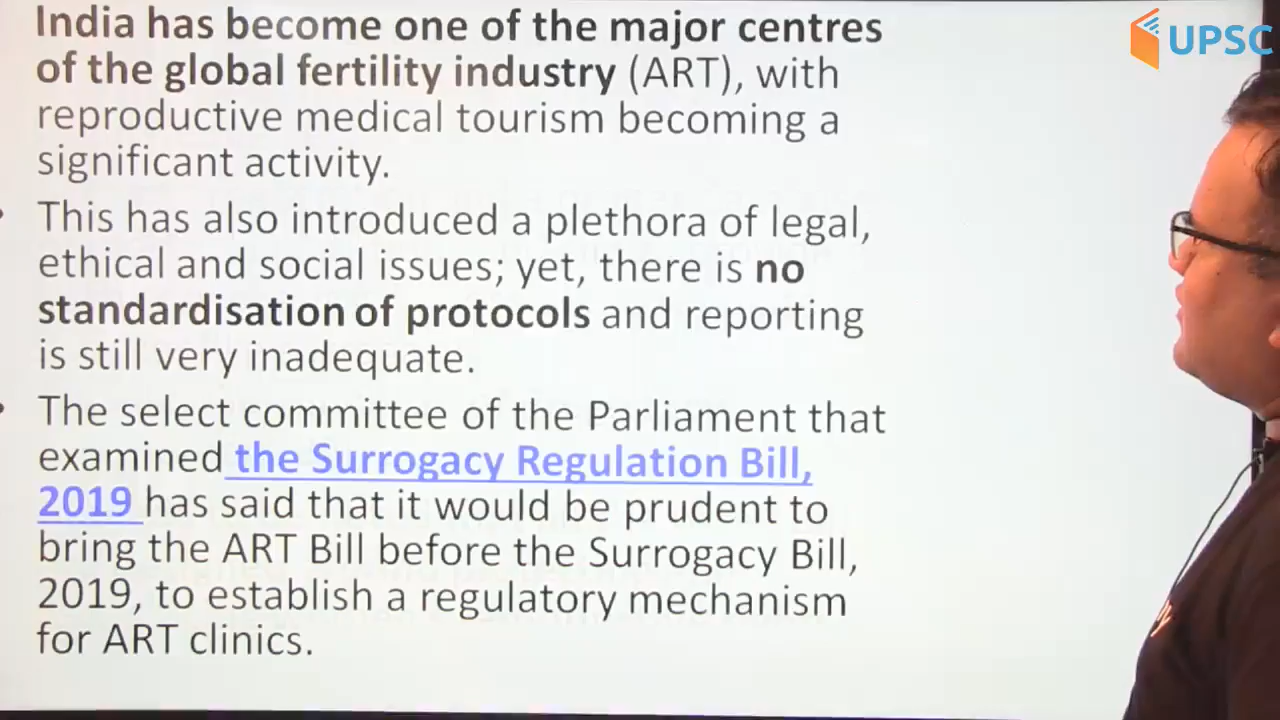 India has become one of the major centres
of the global fertility industry (ART), with
reproductive medical tourism becoming a
significant activity.
This has also introduced a plethora of legal,
ethical and social issues; yet, there is no
standardisation of protocols and reporting
is still very inadequate.
The select committee of the Parliament that
examined the Surrogacy Regulation Bill,
2019 has said that it would be prudent to
bring the ART Bill before the Surrogacy Bill,
2019, to establish a regulatory mechanism
for ART clinics.
UPSC